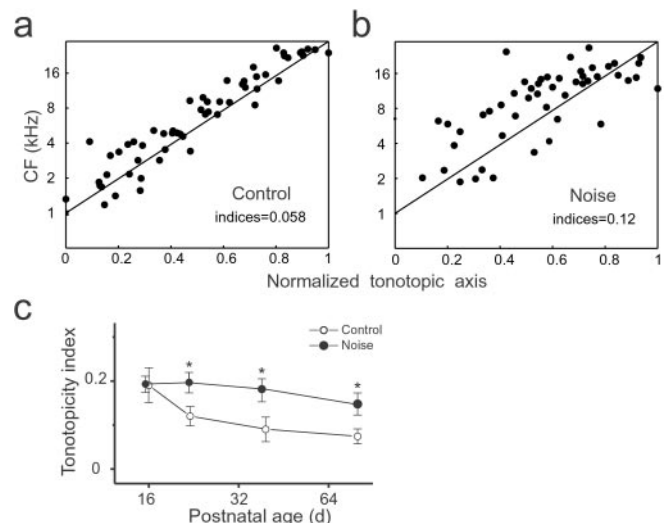 a
b
CF (kHz)
16
8
4
2
1
Control
indices=0.058
0
0.2
0.4
0.6
0.8
1
16
8
4
2
1
Noise
indices=0.12
0
0.2
0.4
0.6
0.8
1
Normalized tonotopic axis
c
Control
Noise
Tonotopicity index
0.2
0
* * *
16
32
64
Postnatal age (d)